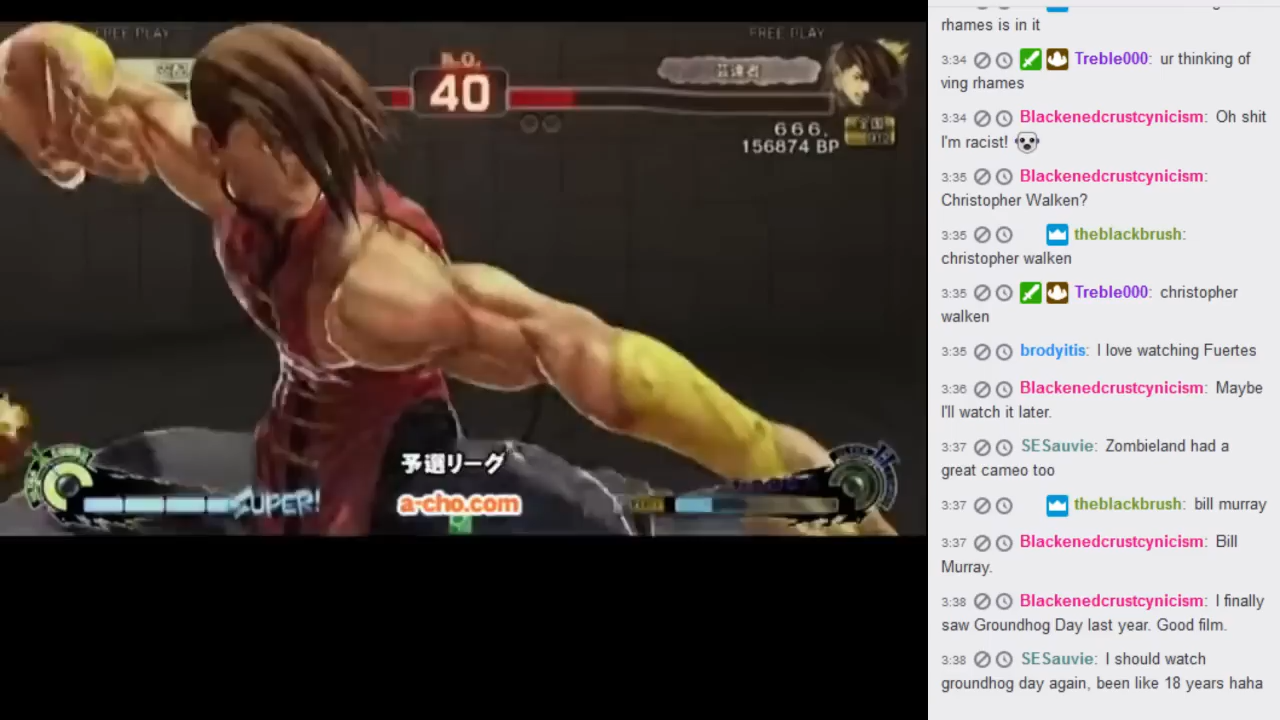 FREE PLAY
FREE PLAY
R.O.
40
芸達者
666.
156874 BP
SUPER!
予選リーグ
a-cho.com
rhames is in it
3:34 Treble000: ur thinking of
ving rhames
3:34 Blackenedcrustcynicism: Oh shit
I'm racist!
3:35 Blackenedcrustcynicism:
Christopher Walken?
3:35 theblackbrush:
christopher walken
3:35 Treble000: christopher
walken
3:35 brodyitis: I love watching Fuertes
3:36 Blackenedcrustcynicism: Maybe
I'll watch it later.
3:37 SESauvie: Zombieland had a
great cameo too
3:37 theblackbrush: bill murray
3:37 Blackenedcrustcynicism: Bill
Murray.
3:38 Blackenedcrustcynicism: I finally
saw Groundhog Day last year. Good film.
3:38 SESauvie: I should watch
groundhog day again, been like 18 years haha